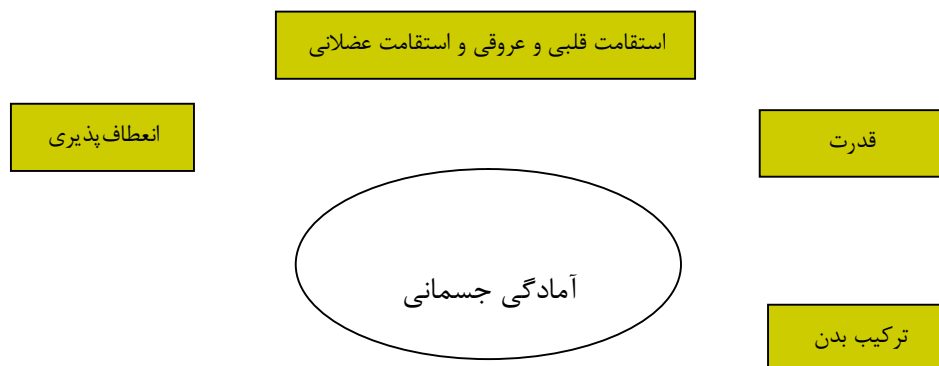 استقامت قلبی و عروقی و استقامت عضلانی
قدرت
انعطاف‌پذیری
آمادگی جسمانی
ترکیب بدن